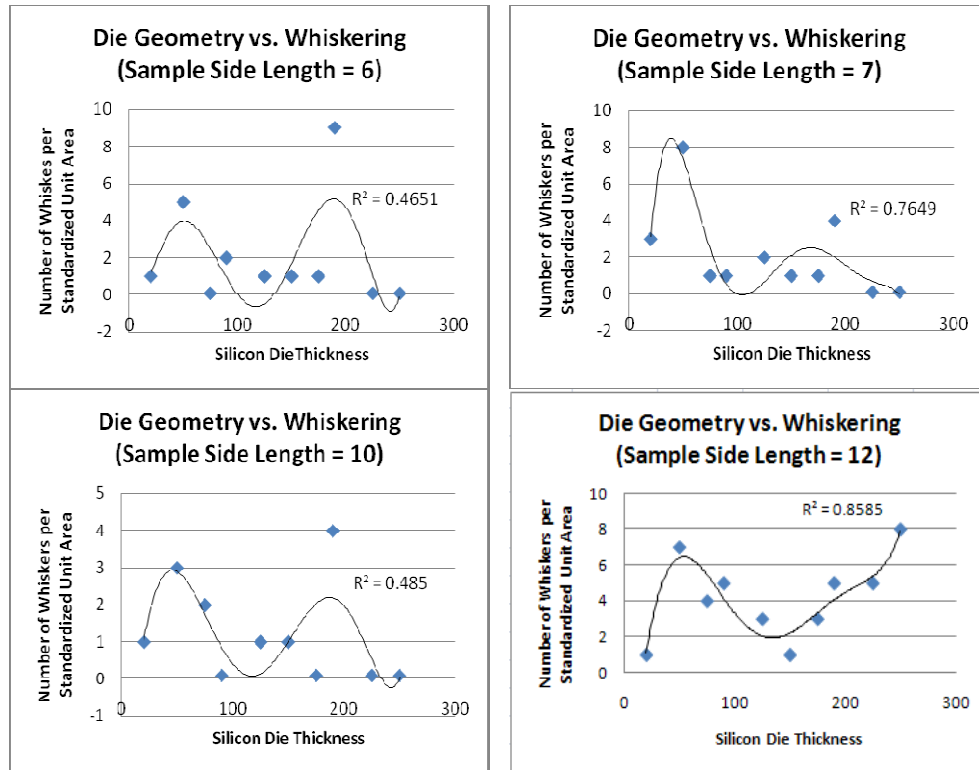 Die Geometry vs. Whiskering
(Sample Side Length = 6)
Number of Whiskes per
Standardized Unit Area
10
8
6
4
2
0
-2
R² = 0.4651
0
100
200
300
Silicon DieThickness
Die Geometry vs. Whiskering
(Sample Side Length = 7)
Number of Whiskers per
Standardized Unit Area
10
8
6
4
2
0
-2
R² = 0.7649
0
100
200
300
Silicon Die Thickness
Die Geometry vs. Whiskering
(Sample Side Length = 10)
Number of Whiskers per
Standardized Unit Area
5
4
3
2
1
0
-1
R² = 0.485
0
100
200
300
Silicon Die Thickness
Die Geometry vs. Whiskering
(Sample Side Length = 12)
Number of Whiskers per
Standardized Unit Area
10
8
6
4
2
0
R² = 0.8585
0
100
200
300
Silicon Die Thickness